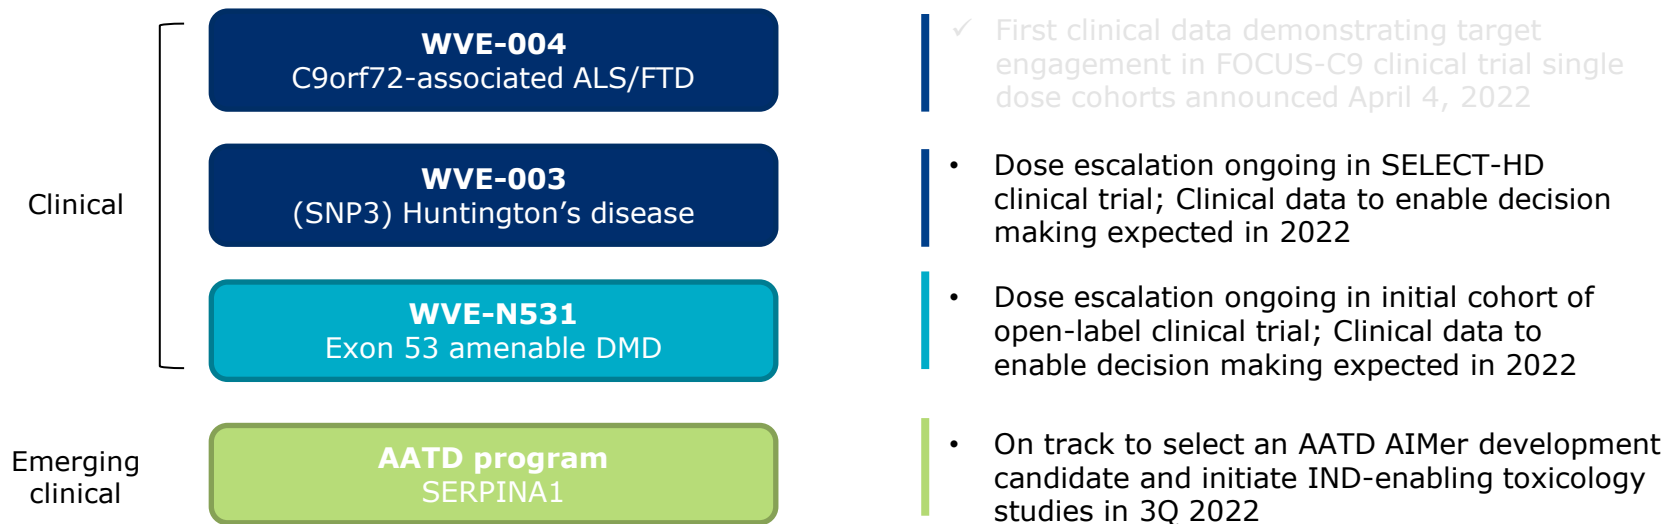 Clinical
WVE-004
C9orf72-associated ALS/FTD
✓ First clinical data demonstrating target
engagement in FOCUS-C9 clinical trial single
dose cohorts announced April 4, 2022
WVE-003
(SNP3) Huntington’s disease
• Dose escalation ongoing in SELECT-HD
clinical trial; Clinical data to enable decision
making expected in 2022
WVE-N531
Exon 53 amenable DMD
• Dose escalation ongoing in initial cohort of
open-label clinical trial; Clinical data to
enable decision making expected in 2022
Emerging
clinical
AATD program
SERPINA1
• On track to select an AATD AIMer development
candidate and initiate IND-enabling toxicology
studies in 3Q 2022